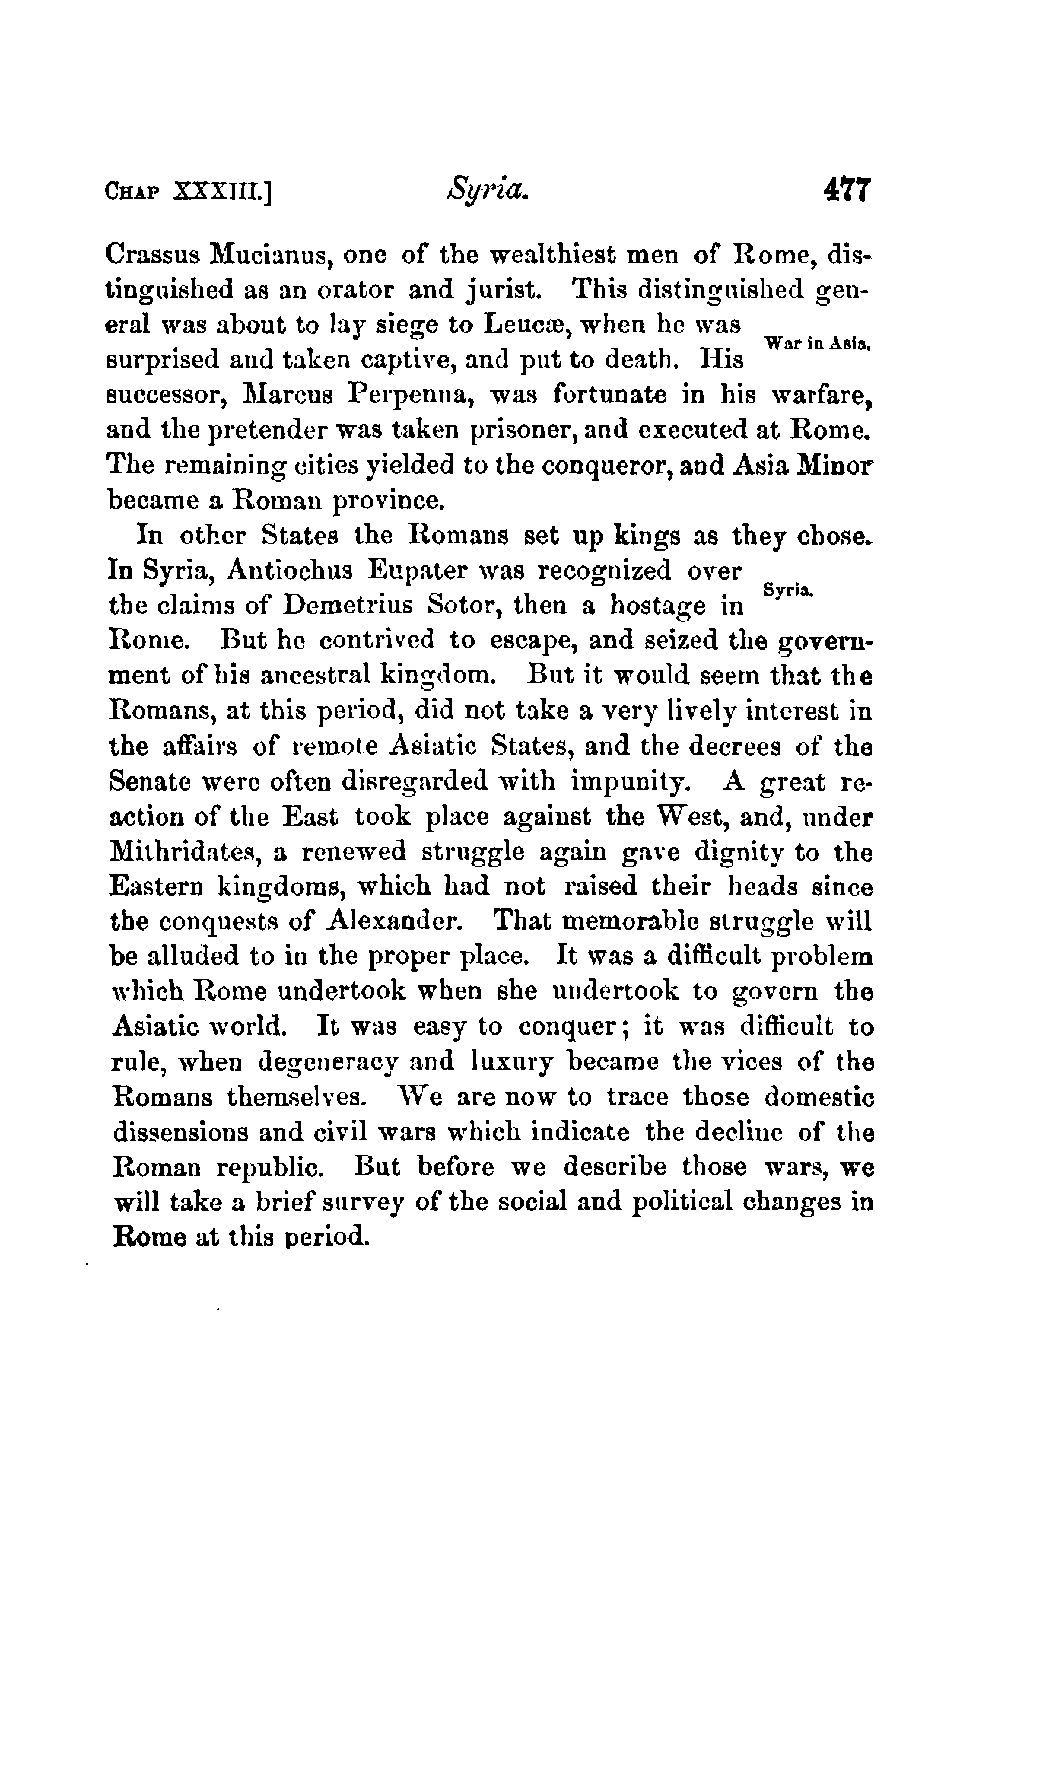 CHAP XXXIII.] Syria. 477
Crassus Mucianus, one of the wealthiest men of Rome, dis-
tinguished as an orator and jurist. This distinguished gen-
eral was about to lay siege to Leucæ, when he was
War in Asia.
surprised and taken captive, and put to death. His
successor, Marcus Perpenna, was fortunate in his warfare,
and the pretender was taken prisoner, and executed at Rome.
The remaining cities yielded to the conqueror, and Asia Minor
became a Roman province.
In other States the Romans set up kings as they chose.
In Syria, Antiochus Eupater was recognized over
Syria.
the claims of Demetrius Sotor, then a hostage in
Rome. But he contrived to escape, and seized the govern-
ment of his ancestral kingdom. But it would seem that the
Romans, at this period, did not take a very lively interest in
the affairs of remote Asiatic States, and the decrees of the
Senate were often disregarded with impunity. A great re-
action of the East took place against the West, and, under
Mithridates, a renewed struggle again gave dignity to the
Eastern kingdoms, which had not raised their heads since
the conquests of Alexander. That memorable struggle will
be alluded to in the proper place. It was a difficult problem
which Rome undertook when she undertook to govern the
Asiatic world. It was easy to conquer; it was difficult to
rule, when degeneracy and luxury became the vices of the
Romans themselves. We are now to trace those domestic
dissensions and civil wars which indicate the decline of the
Roman republic. But before we describe those wars, we
will take a brief survey of the social and political changes in
Rome at this period.